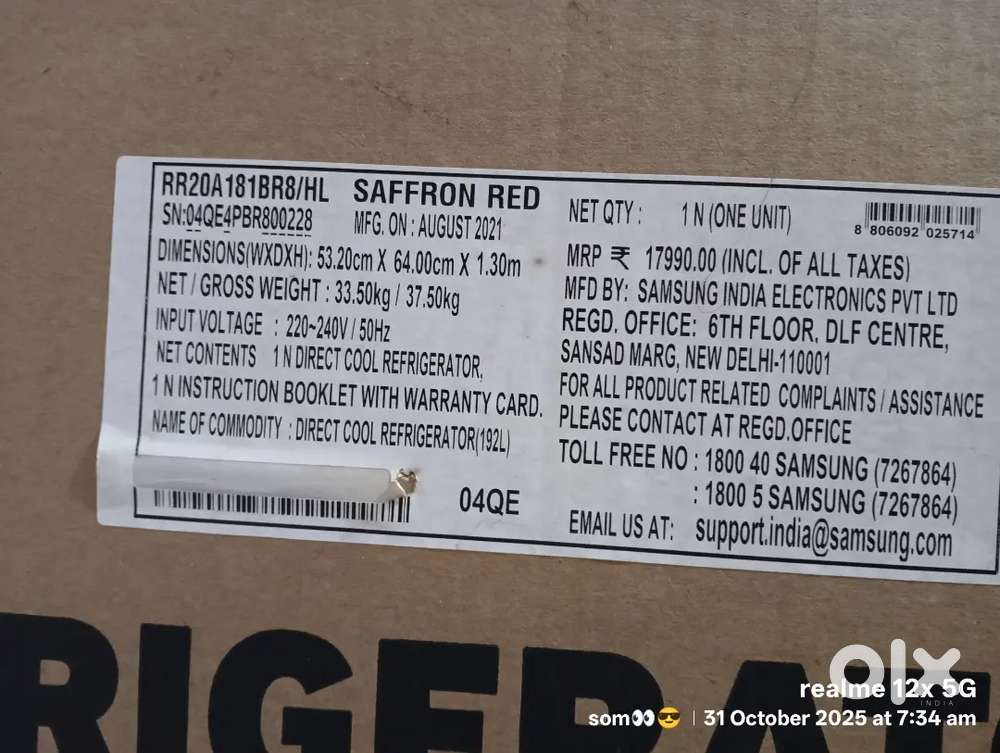 RR20A181BR8/HL SAFFRON RED
SN:04QE4PBR800228 MFG. ON : AUGUST 2021
DIMENSIONS(WXDXH): 53.20cm X 64.00cm X 1.30m
NET / GROSS WEIGHT : 33.50kg / 37.50kg
INPUT VOLTAGE : 220~240V / 50Hz
NET CONTENTS 1 N DIRECT COOL REFRIGERATOR,
1 N INSTRUCTION BOOKLET WITH WARRANTY CARD.
NAME OF COMMODITY : DIRECT COOL REFRIGERATOR(192L)
04QE
NET QTY : 1 N (ONE UNIT)
8 806092 025714
MRP ₹ 17990.00 (INCL. OF ALL TAXES)
MFD BY: SAMSUNG INDIA ELECTRONICS PVT LTD
REGD. OFFICE: 6TH FLOOR, DLF CENTRE,
SANSAD MARG, NEW DELHI-110001
FOR ALL PRODUCT RELATED COMPLAINTS / ASSISTANCE
PLEASE CONTACT AT REGD.OFFICE
TOLL FREE NO : 1800 40 SAMSUNG (7267864)
: 1800 5 SAMSUNG (7267864)
EMAIL US AT: support.india@samsung.com
RIGERAT
olx
INDIA
realme 12x 5G
som👀😎 | 31 October 2025 at 7:34 am